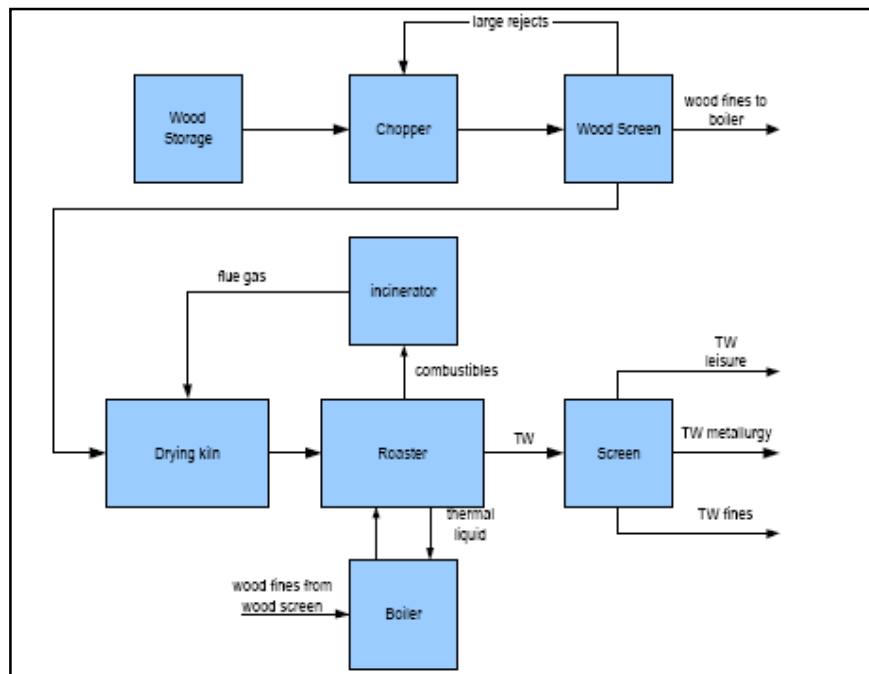 large rejects
Wood
Storage
Chopper
Wood Screen
wood fines to
boiler
flue gas
incinerator
combustibles
TW
leisure
Drying kiln
Roaster
TW
Screen
TW metallurgy
thermal
liquid
TW fines
wood fines from
wood screen
Boiler